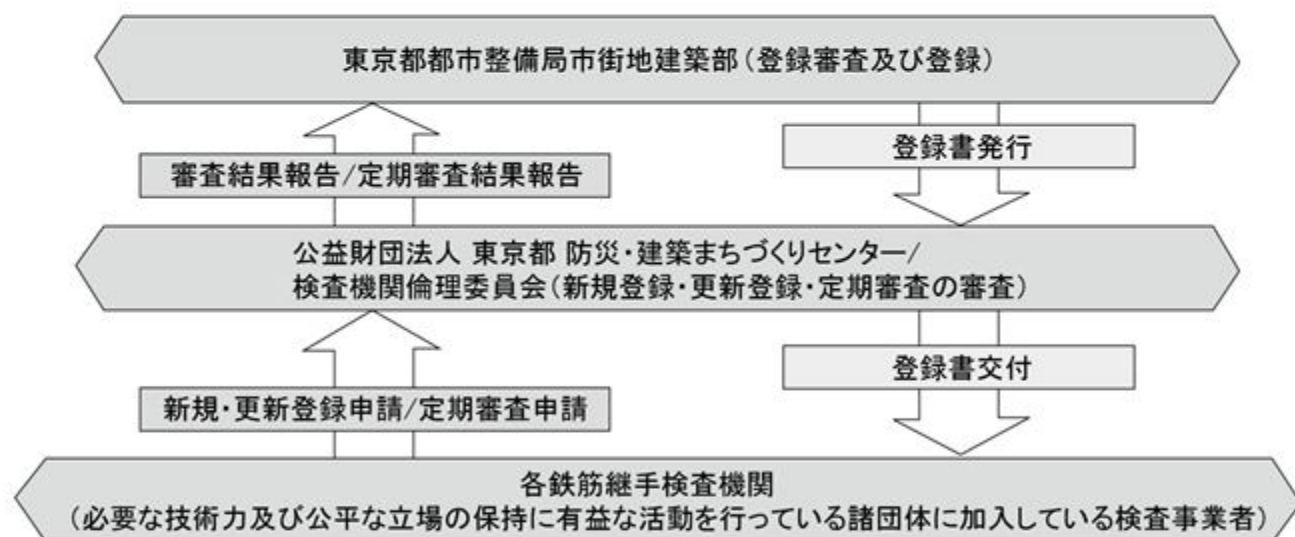 東京都都市整備局市街地建築部（登録審査及び登録）
審査結果報告/定期審査結果報告
登録書発行
公益財団法人 東京都 防災・建築まちづくりセンター/
検査機関倫理委員会（新規登録・更新登録・定期審査の審査）
新規・更新登録申請/定期審査申請
登録書交付
各鉄筋継手検査機関
（必要な技術力及び公平な立場の保持に有益な活動を行っている諸団体に加入している検査事業者）